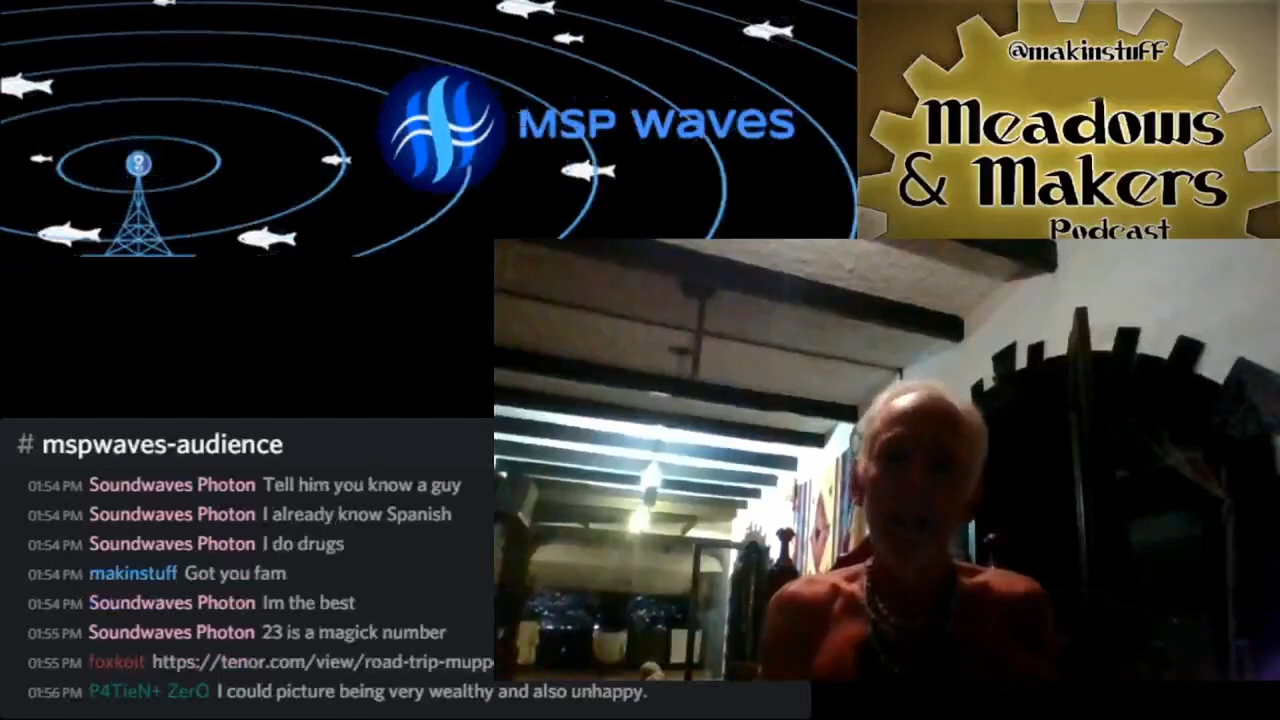 MSP WAVES
@makinstuff
Meadows
& Makers
Podcast
# mspwaves-audience
01:54 PM Soundwaves Photon Tell him you know a guy
01:54 PM Soundwaves Photon I already know Spanish
01:54 PM Soundwaves Photon I do drugs
01:54 PM makinstuff Got you fam
01:54 PM Soundwaves Photon Im the best
01:55 PM Soundwaves Photon 23 is a magick number
01:55 PM foxkoit https://tenor.com/view/road-trip-mupp
01:56 PM P4TieN+ ZerO I could picture being very wealthy and also unhappy.